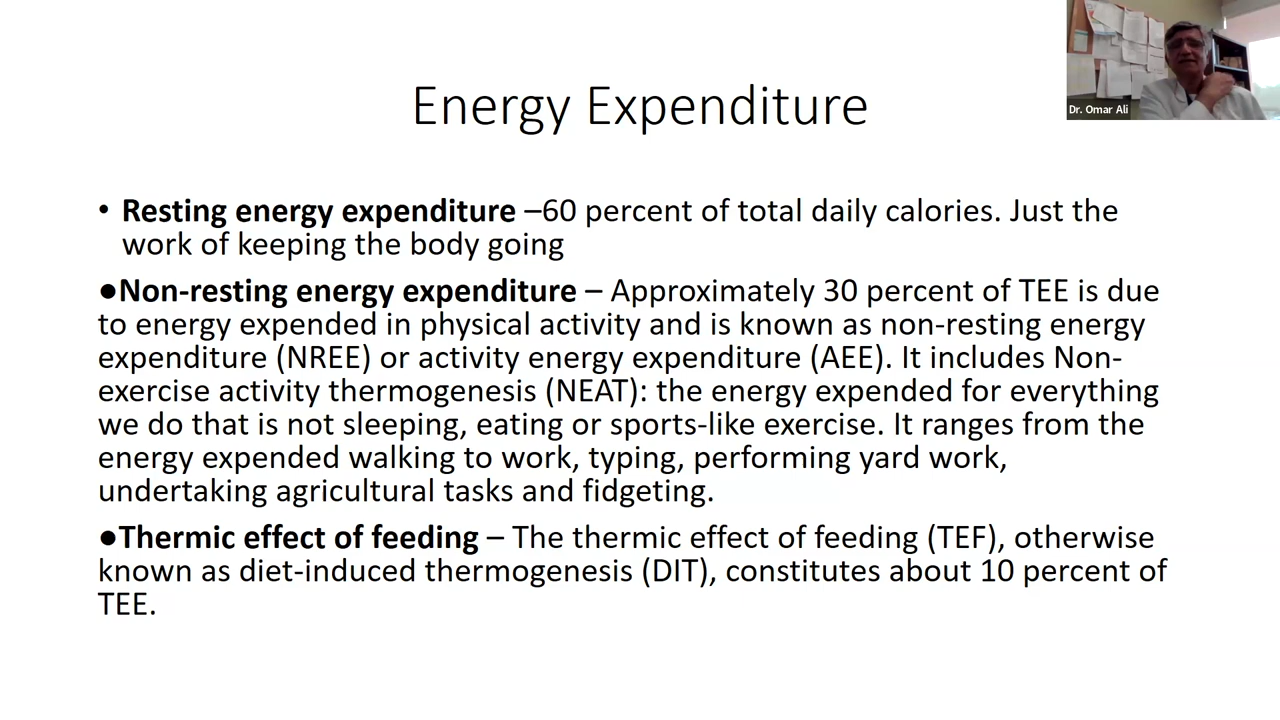 Dr. Omar Ali
Energy Expenditure
• Resting energy expenditure –60 percent of total daily calories. Just the
work of keeping the body going
●Non-resting energy expenditure – Approximately 30 percent of TEE is due
to energy expended in physical activity and is known as non-resting energy
expenditure (NREE) or activity energy expenditure (AEE). It includes Non-
exercise activity thermogenesis (NEAT): the energy expended for everything
we do that is not sleeping, eating or sports-like exercise. It ranges from the
energy expended walking to work, typing, performing yard work,
undertaking agricultural tasks and fidgeting.
●Thermic effect of feeding – The thermic effect of feeding (TEF), otherwise
known as diet-induced thermogenesis (DIT), constitutes about 10 percent of
TEE.